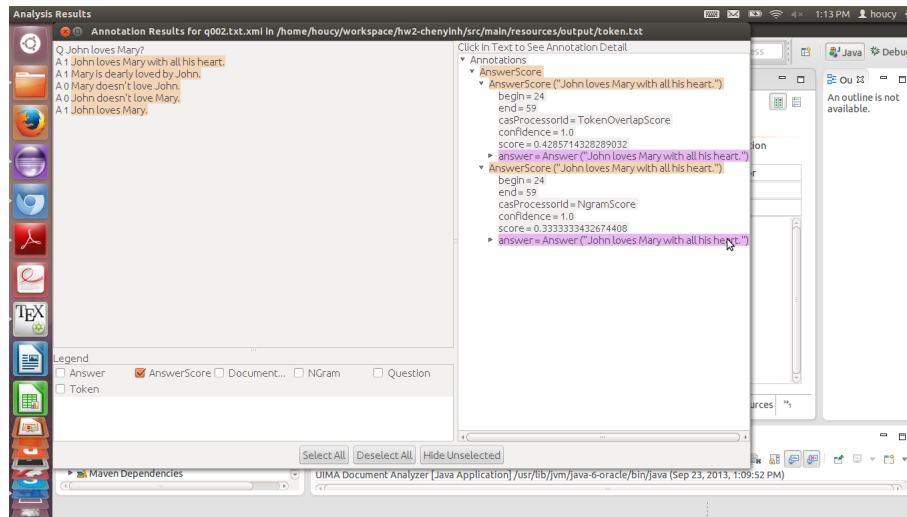 Analysis Results
1:13 PM
houcy
Annotation Results for q002.txt.xmi in /home/houcy/workspace/hw2-chenyinh/src/main/resources/output/token.txt
Q John loves Mary?
A 1 John loves Mary with all his heart.
A 1 Mary is dearly loved by John.
A 0 Mary doesn't love John.
A 0 John doesn't love Mary.
A 1 John loves Mary.
Legend
Answer
AnswerScore
Document...
NGram
Question
Token
Click In Text to See Annotation Detail
Annotations
AnswerScore
AnswerScore ("John loves Mary with all his heart.")
begin = 24
end = 59
casProcessorId = TokenOverlapScore
confidence = 1.0
score = 0.4285714328289032
answer = Answer ("John loves Mary with all his heart.")
AnswerScore ("John loves Mary with all his heart.")
begin = 24
end = 59
casProcessorId = NgramScore
confidence = 1.0
score = 0.3333333432674408
answer = Answer ("John loves Mary with all his heart.")
Select All
Deselect All
Hide Unselected
ess
Java
Debu
Ou
An outline is not
available.
ion
r
urces
Maven Dependencies
UIMA Document Analyzer [Java Application] /usr/lib/jvm/java-6-oracle/bin/java (Sep 23, 2013, 1:09:52 PM)
TEX